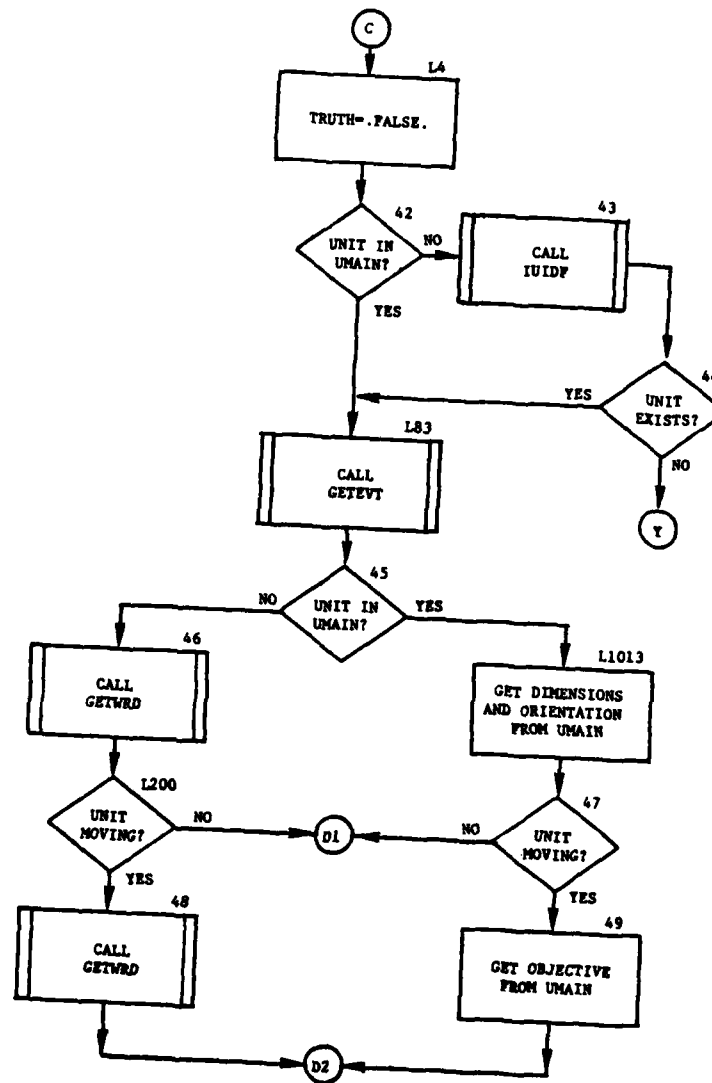 C
L4
TRUTH=.FALSE.
42
UNIT IN
UMAIN?
NO
43
CALL
IUIDF
YES
44
UNIT
EXISTS?
YES
NO
Y
L83
CALL
GETEVT
45
UNIT IN
UMAIN?
NO
YES
46
CALL
GETWRD
L1013
GET DIMENSIONS
AND ORIENTATION
FROM UMAIN
L200
UNIT
MOVING?
NO
D1
NO
47
UNIT
MOVING?
YES
YES
48
CALL
GETWRD
49
GET OBJECTIVE
FROM UMAIN
D2